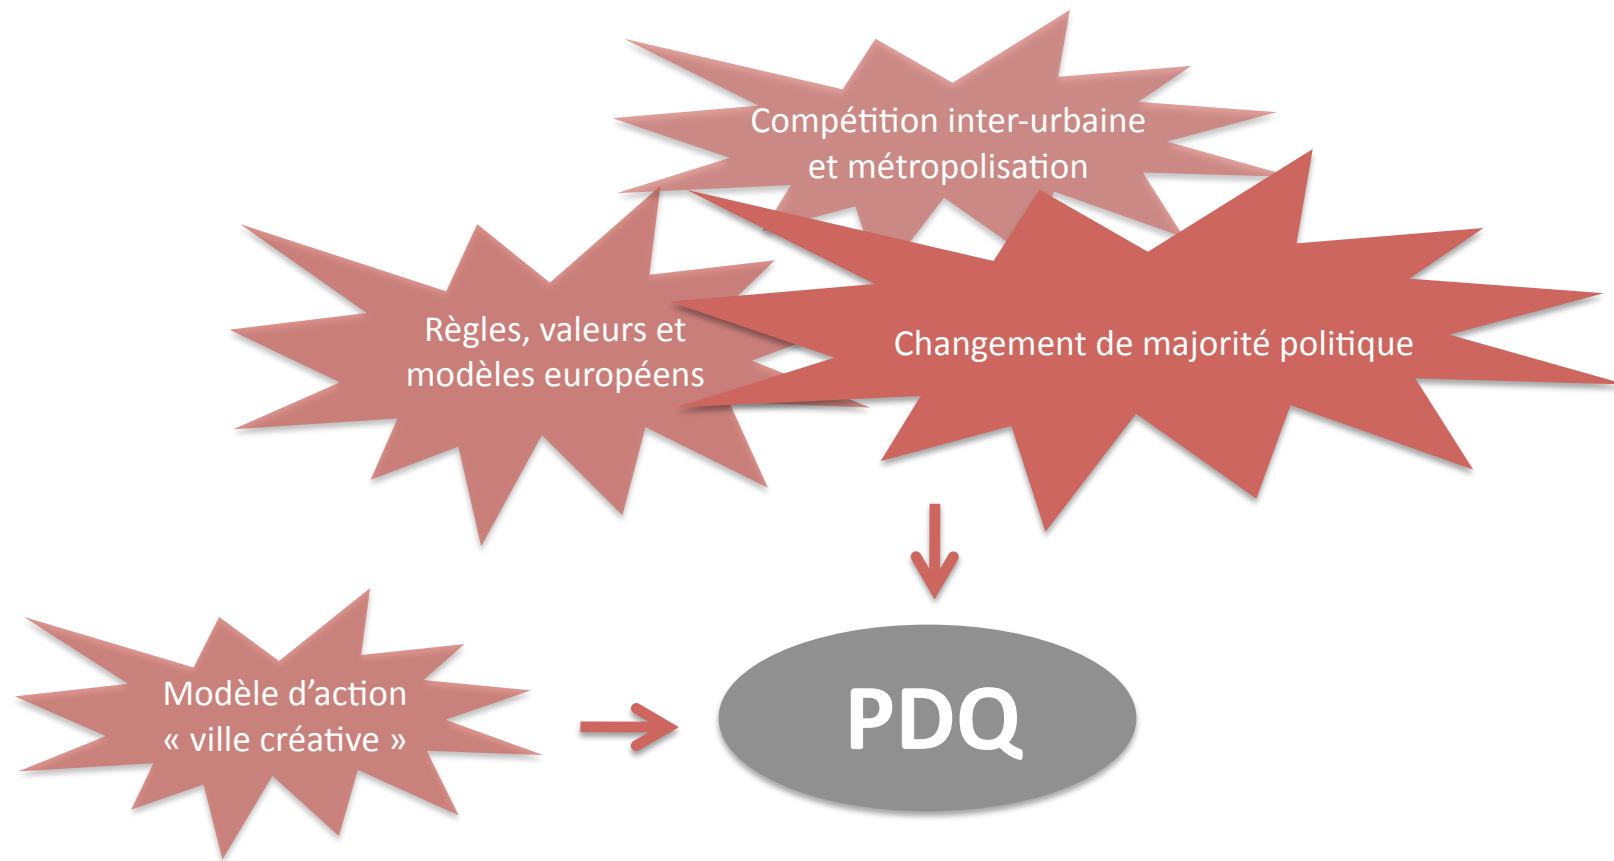 Compétition inter-urbaine
et métropolisation
Règles, valeurs et
modèles européens
Changement de majorité politique
Modèle d’action
« ville créative »
PDQ